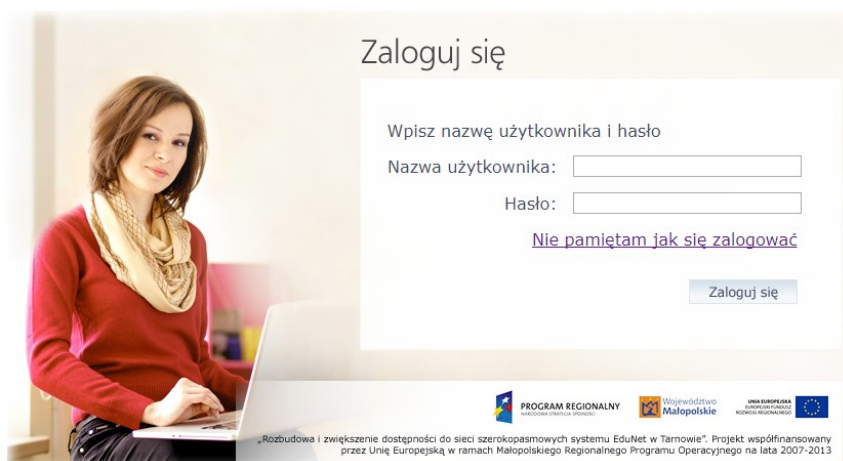 Zaloguj się
Wpisz nazwę użytkownika i hasło
Nazwa użytkownika:
Hasło:
Nie pamiętam jak się zalogować
Zaloguj się
PROGRAM REGIONALNY
NARODOWA STRATEGIA SPÓJNOŚCI
Województwo
Małopolskie
UNIA EUROPEJSKA
EUROPEJSKI FUNDUSZ
ROZWOJU REGIONALNEGO
„Rozbudowa i zwiększenie dostępności do sieci szerokopasmowych systemu EduNet w Tarnowie”. Projekt współfinansowany
przez Unię Europejską w ramach Małopolskiego Regionalnego Programu Operacyjnego na lata 2007-2013